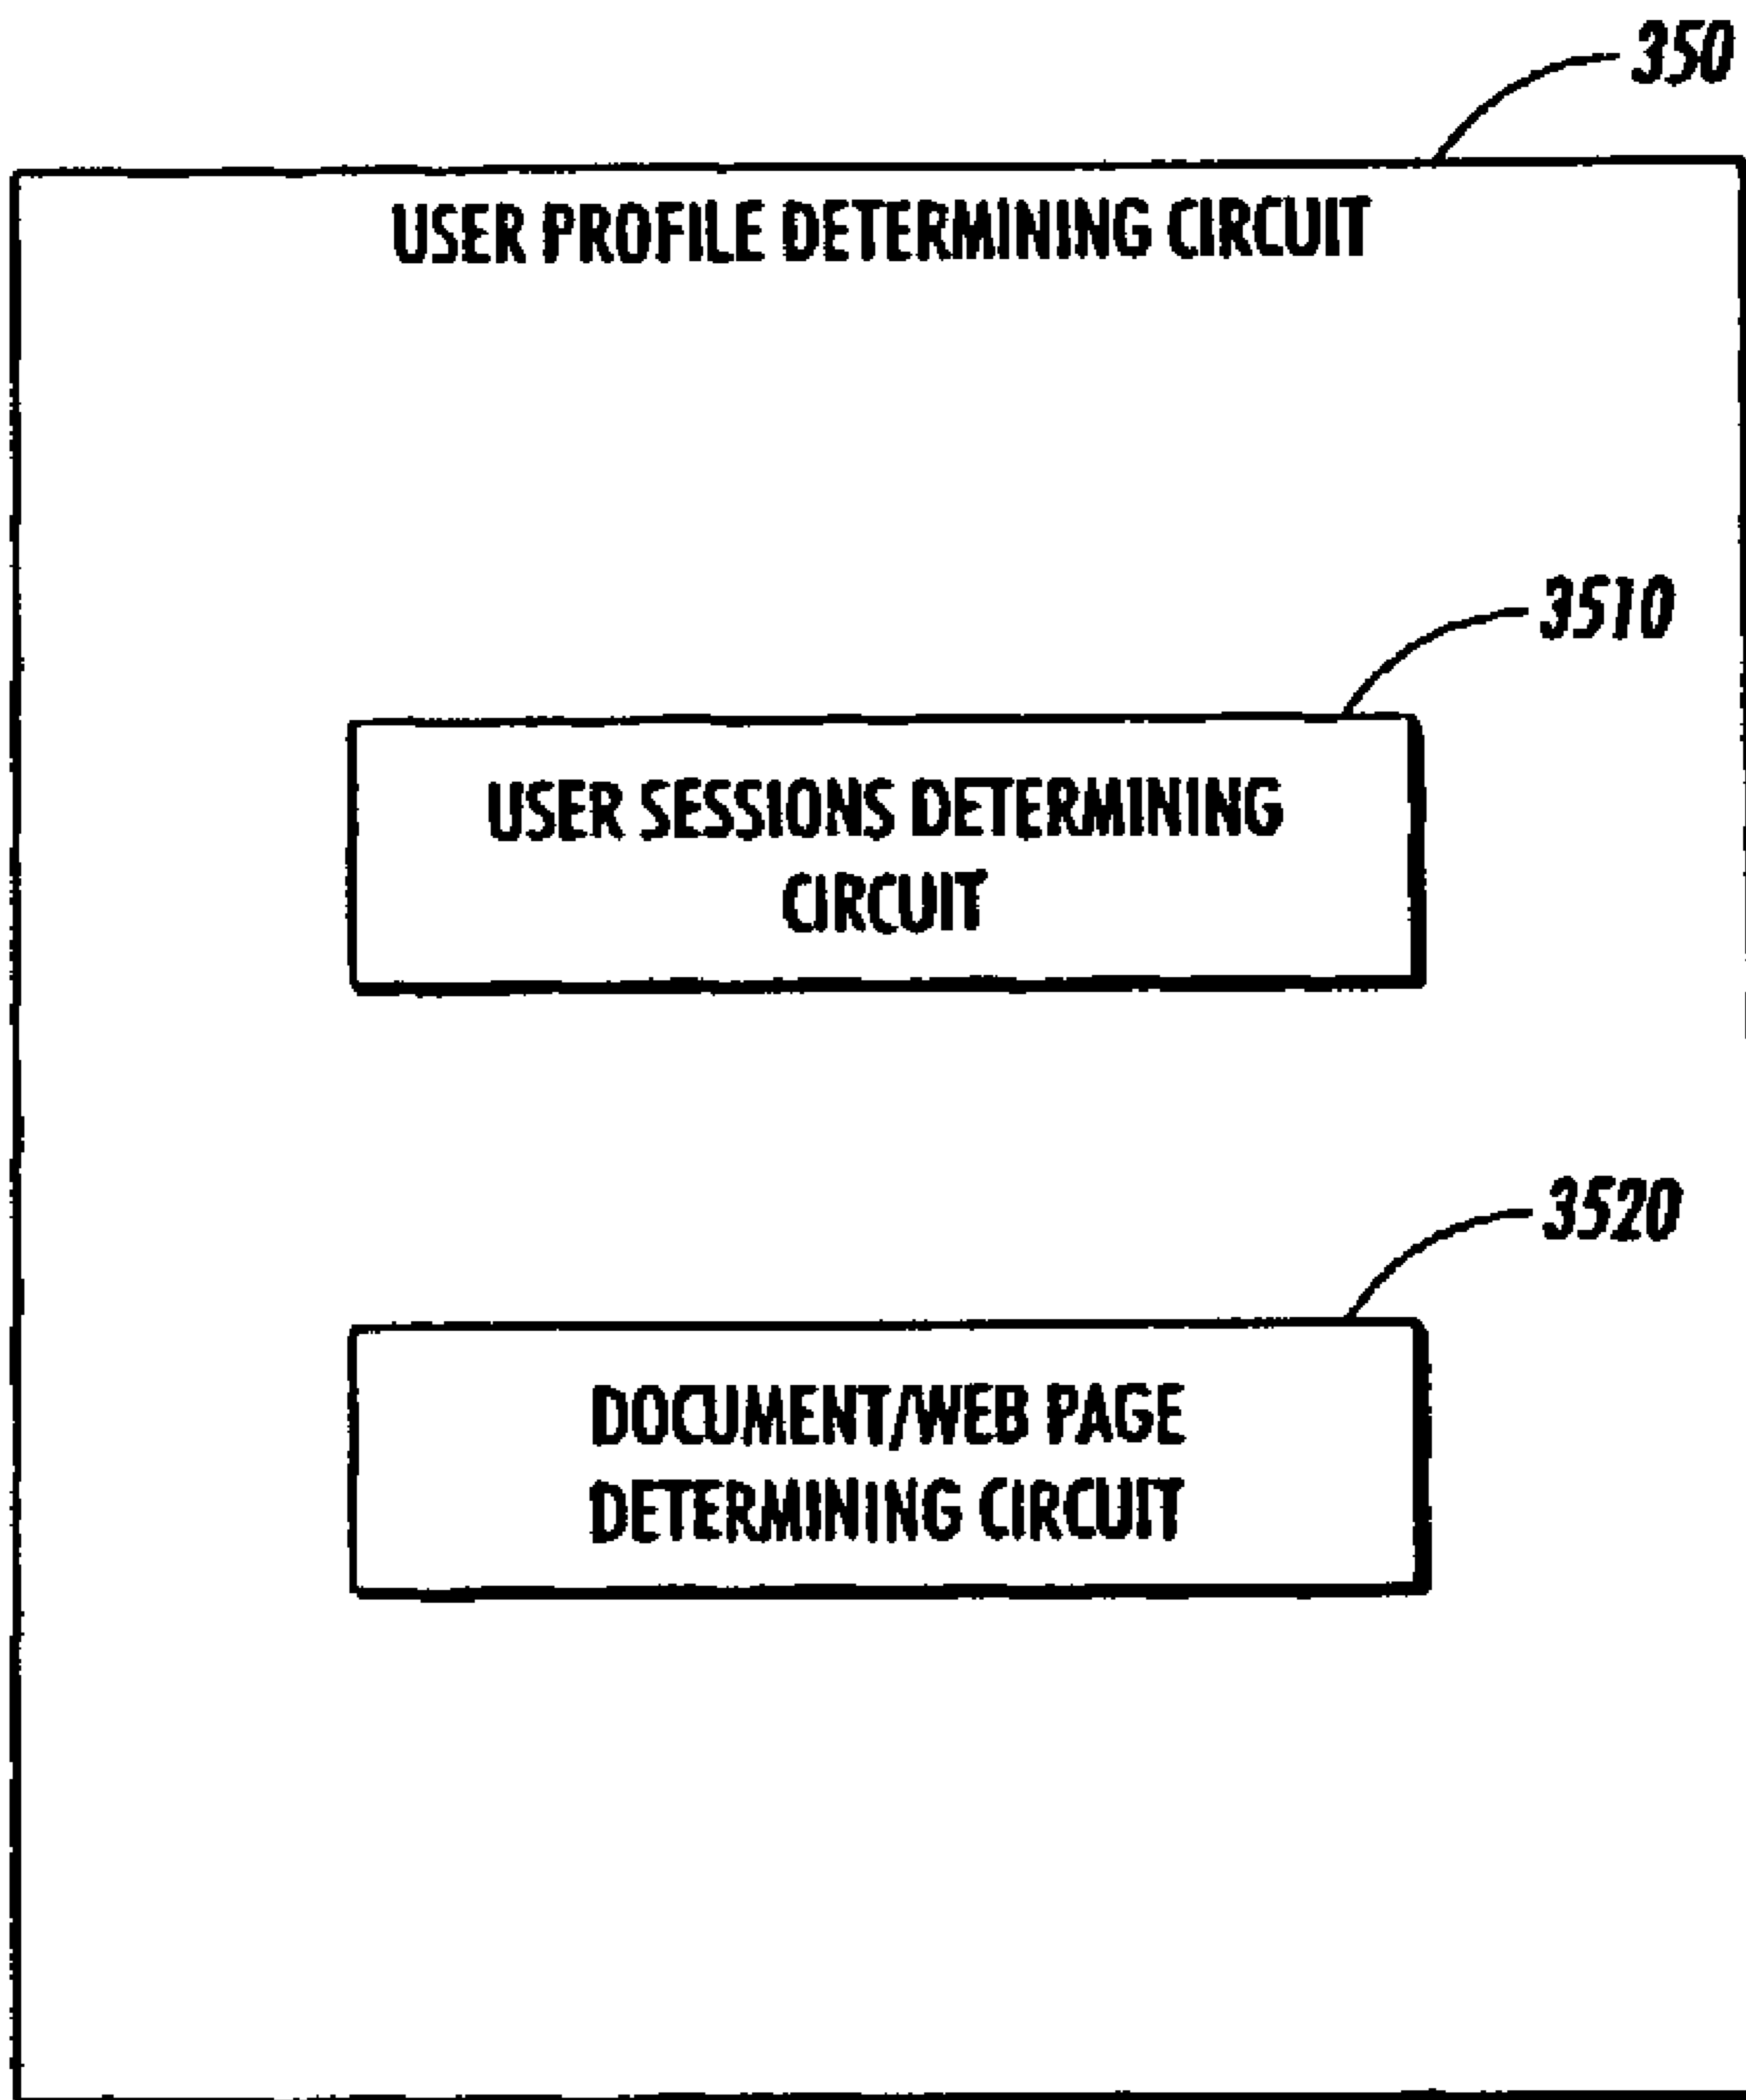 350
USER PROFILE DETERMINING CIRCUIT
3510
USER SESSIONS DETERMINING
CIRCUIT
3520
DOCUMENT/WEB PAGE
DETERMINING CIRCUIT